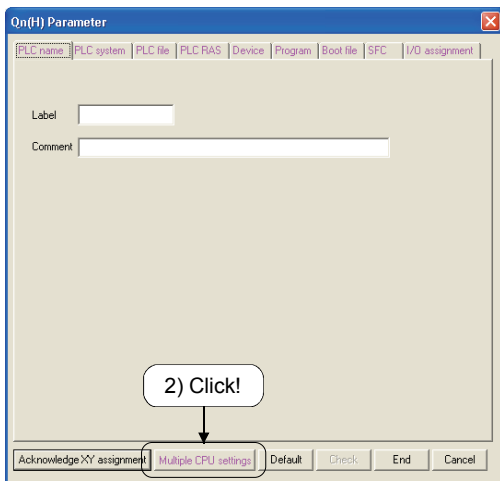 Qn(H) Parameter
PLC name PLC system PLC file PLC RAS Device Program Boot file SFC I/O assignment
Label
Comment
2) Click!
Acknowledge XY assignment Multiple CPU settings Default Check End Cancel